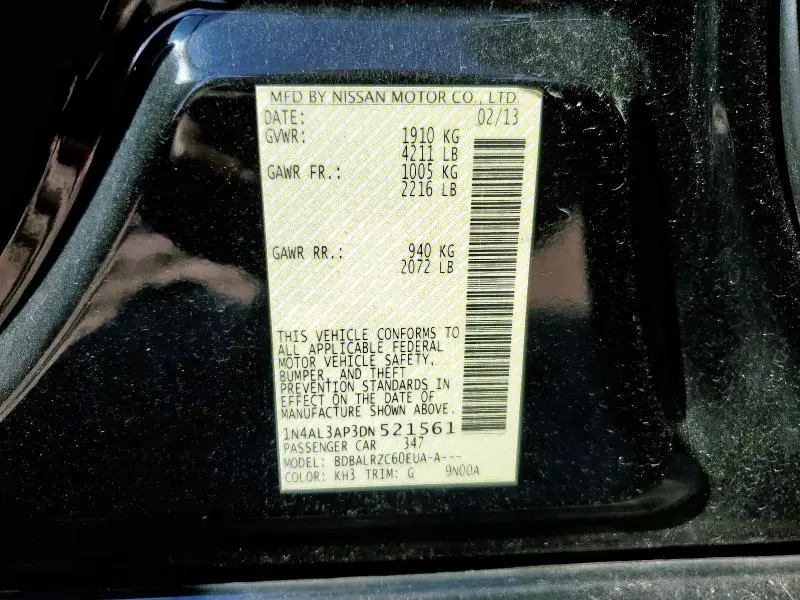 MFD BY NISSAN MOTOR CO., LTD.
DATE: 02/13
GVWR: 1910 KG
4211 LB
GAWR FR.: 1005 KG
2216 LB
GAWR RR.: 940 KG
2072 LB
THIS VEHICLE CONFORMS TO
ALL APPLICABLE FEDERAL
MOTOR VEHICLE SAFETY,
BUMPER, AND THEFT
PREVENTION STANDARDS IN
EFFECT ON THE DATE OF
MANUFACTURE SHOWN ABOVE.
1N4AL3AP3DN521561
PASSENGER CAR 347
MODEL: BDBALRZC60EUA-A---
COLOR: KH3 TRIM: G 9N00A